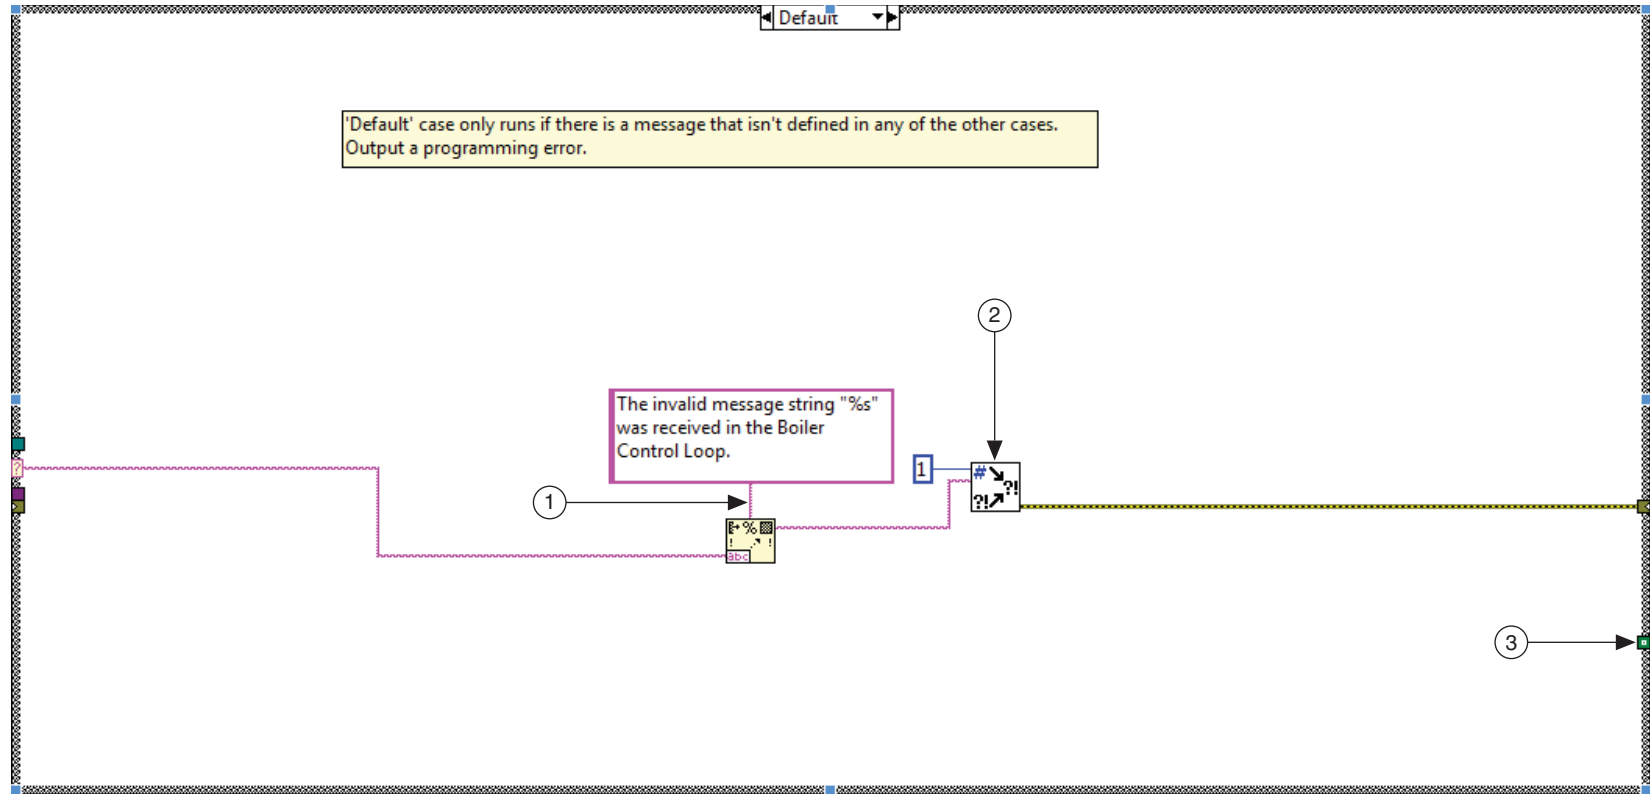 Default
'Default' case only runs if there is a message that isn't defined in any of the other cases.
Output a programming error.
2
The invalid message string "%s"
was received in the Boiler
Control Loop.
?
1
#
?!
?!
1
%
! !
abc
3